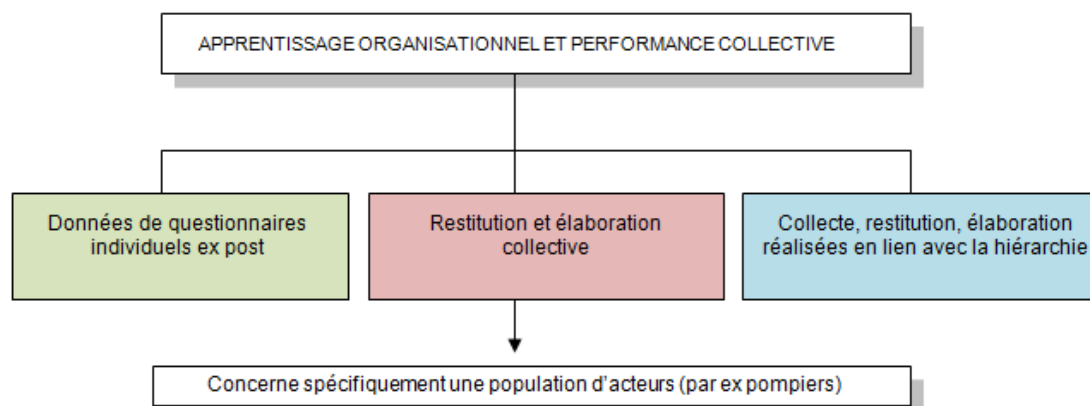 APPRENTISSAGE ORGANISATIONNEL ET PERFORMANCE COLLECTIVE
Données de questionnaires
individuels ex post
Restitution et élaboration
collective
Collecte, restitution, élaboration
réalisées en lien avec la hiérarchie
Concerne spécifiquement une population d'acteurs (par ex pompiers)